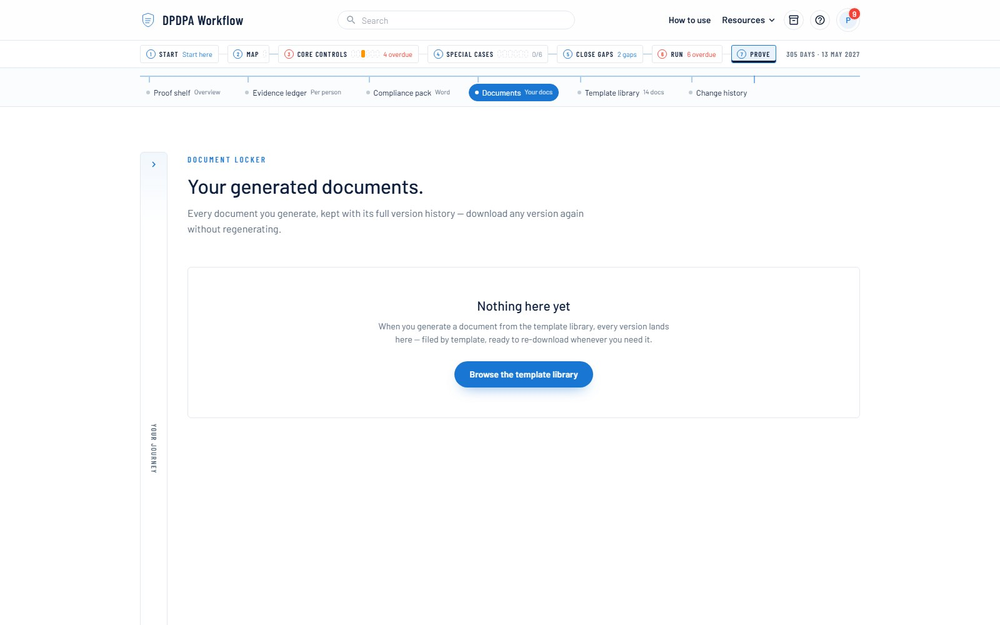 DPDPA Workflow
Search
How to use
Resources
P
9
1 START Start here
2 MAP
3 CORE CONTROLS 4 overdue
4 SPECIAL CASES 0/6
5 CLOSE GAPS 2 gaps
6 RUN 6 overdue
7 PROVE
305 DAYS · 13 MAY 2027
Proof shelf Overview
Evidence ledger Per person
Compliance pack Word
Documents Your docs
Template library 14 docs
Change history
DOCUMENT LOCKER
Your generated documents.
Every document you generate, kept with its full version history — download any version again
without regenerating.
Nothing here yet
When you generate a document from the template library, every version lands
here — filed by template, ready to re-download whenever you need it.
Browse the template library
YOUR JOURNEY